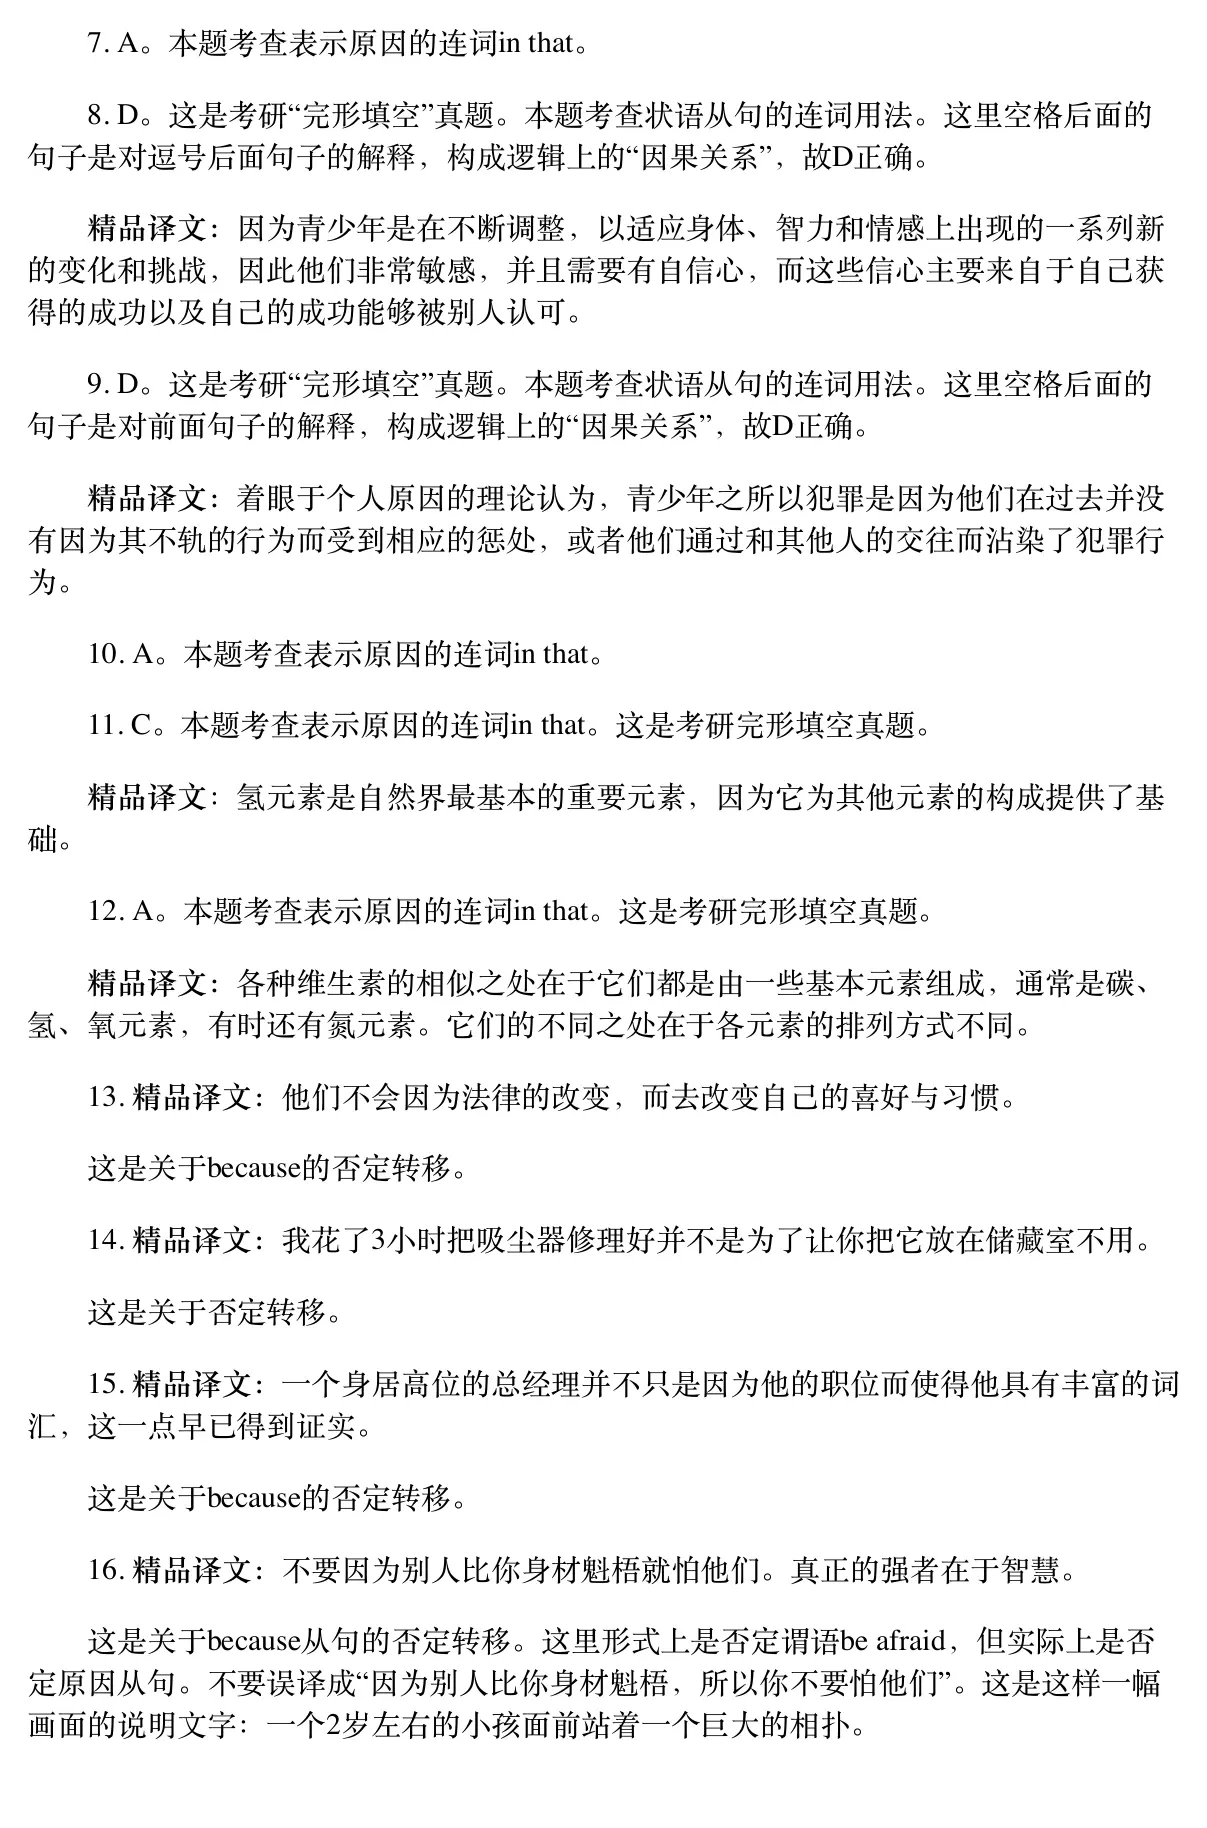 7. A。本题考查表示原因的连词in that。
8. D。这是考研“完形填空”真题。本题考查状语从句的连词用法。这里空格后面的
句子是对逗号后面句子的解释，构成逻辑上的“因果关系”，故D正确。
精品译文：因为青少年是在不断调整，以适应身体、智力和情感上出现的一系列新
的变化和挑战，因此他们非常敏感，并且需要有自信心，而这些信心主要来自于自己获
得的成功以及自己的成功能够被别人认可。
9. D。这是考研“完形填空”真题。本题考查状语从句的连词用法。这里空格后面的
句子是对前面句子的解释，构成逻辑上的“因果关系”，故D正确。
精品译文：着眼于个人原因的理论认为，青少年之所以犯罪是因为他们在过去并没
有因为其不轨的行为而受到相应的惩处，或者他们通过和其他人的交往而沾染了犯罪行
为。
10. A。本题考查表示原因的连词in that。
11. C。本题考查表示原因的连词in that。这是考研完形填空真题。
精品译文：氢元素是自然界最基本的重要元素，因为它为其他元素的构成提供了基
础。
12. A。本题考查表示原因的连词in that。这是考研完形填空真题。
精品译文：各种维生素的相似之处在于它们都是由一些基本元素组成，通常是碳、
氢、氧元素，有时还有氮元素。它们的不同之处在于各元素的排列方式不同。
13. 精品译文：他们不会因为法律的改变，而去改变自己的喜好与习惯。
这是关于because的否定转移。
14. 精品译文：我花了3小时把吸尘器修理好并不是为了让你把它放在储藏室不用。
这是关于否定转移。
15. 精品译文：一个身居高位的总经理并不只是因为他的职位而使得他具有丰富的词
汇，这一点早已得到证实。
这是关于because的否定转移。
16. 精品译文：不要因为别人比你身材魁梧就怕他们。真正的强者在于智慧。
这是关于because从句的否定转移。这里形式上是否定谓语be afraid，但实际上是否
定原因从句。不要误译成“因为别人比你身材魁梧，所以你不要怕他们”。这是这样一幅
画面的说明文字：一个2岁左右的小孩面前站着一个巨大的相扑。